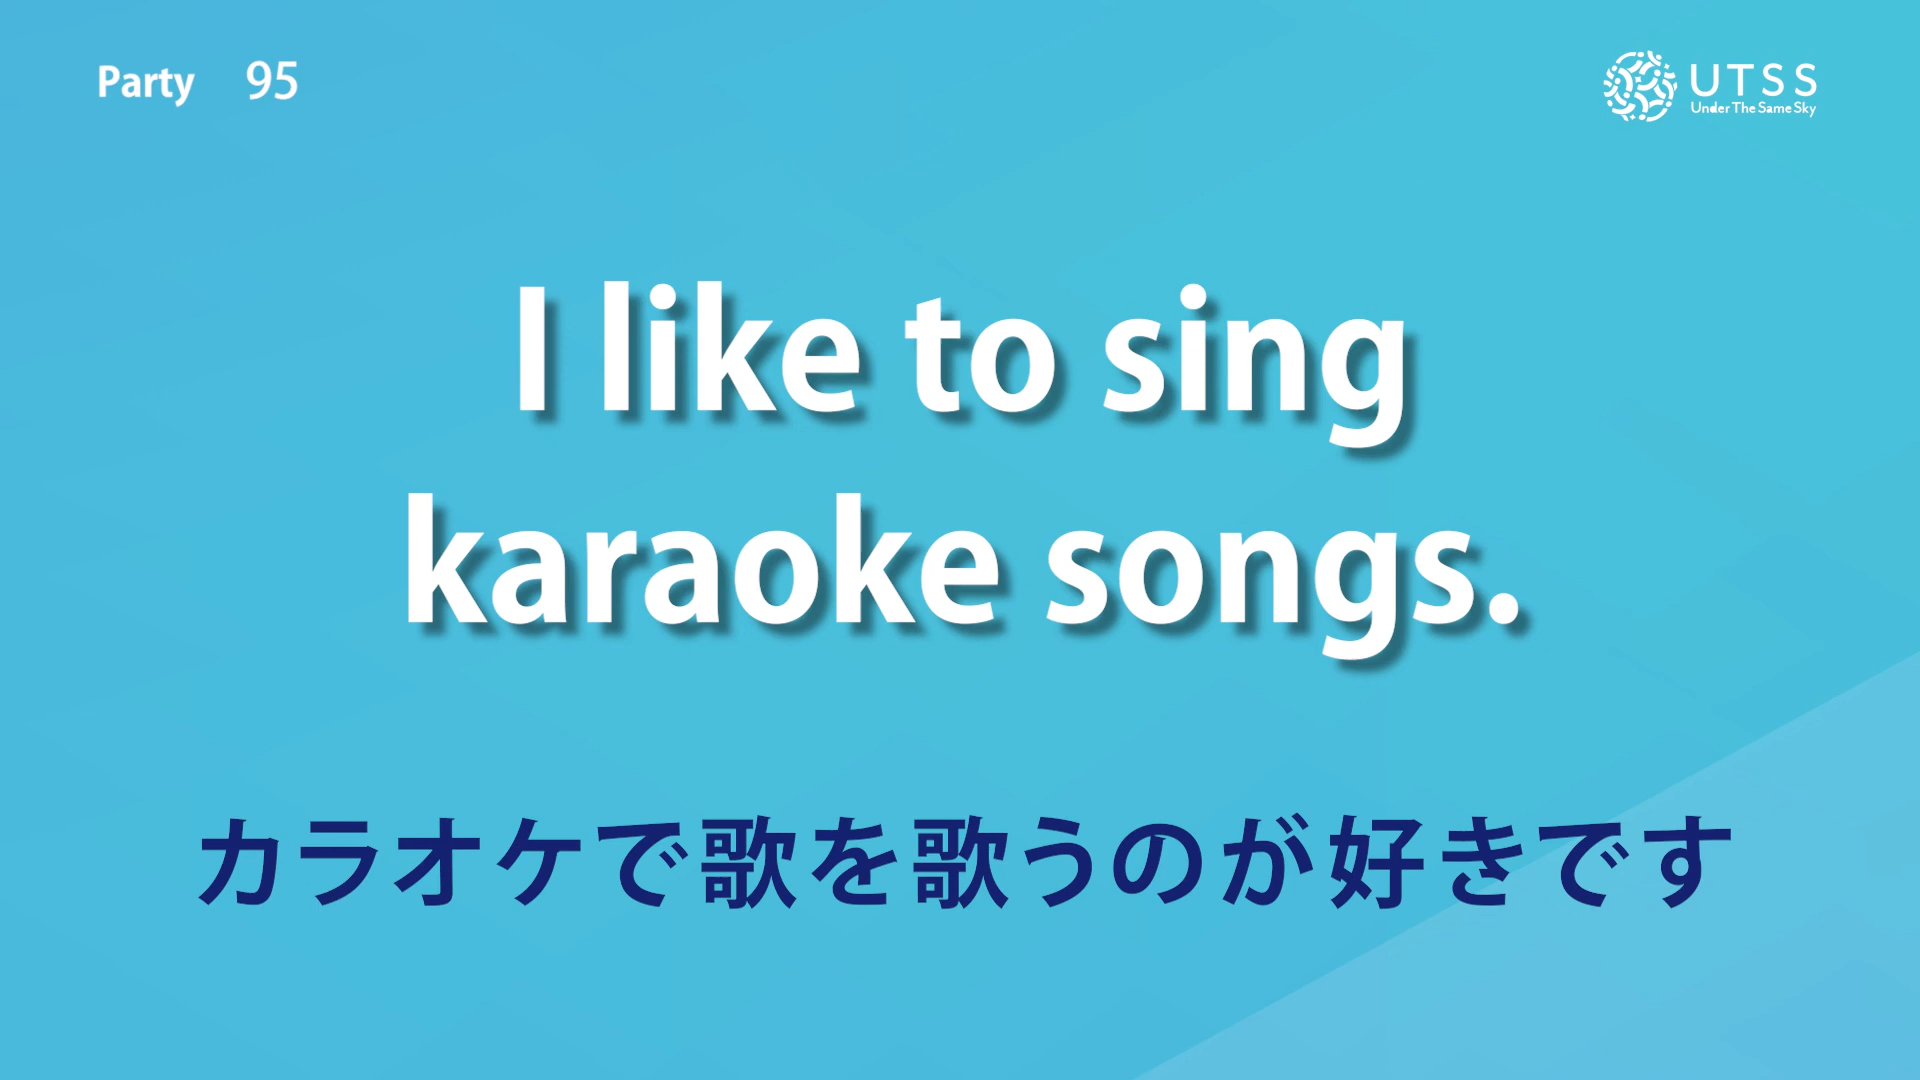 Party 95
UTSS
Under The Same Sky
I like to sing
karaoke songs.
カラオケで歌を歌うのが好きです